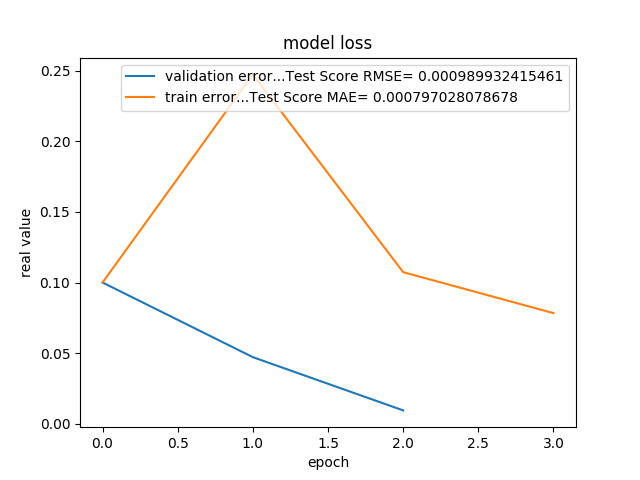 model loss
validation error...Test Score RMSE= 0.000989932415461
train error...Test Score MAE= 0.000797028078678
0.25
0.20
0.15
0.10
0.05
0.00
real value
0.0 0.5 1.0 1.5 2.0 2.5 3.0
epoch